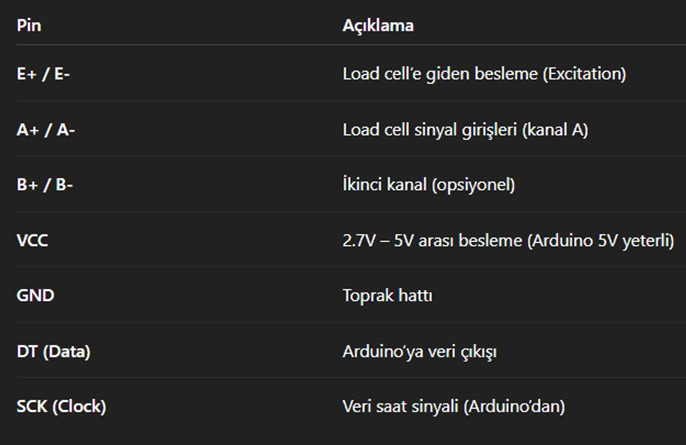 Pin Açıklama
E+ / E- Load cell’e giden besleme (Excitation)
A+ / A- Load cell sinyal girişleri (kanal A)
B+ / B- İkinci kanal (opsiyonel)
VCC 2.7V – 5V arası besleme (Arduino 5V yeterli)
GND Toprak hattı
DT (Data) Arduino’ya veri çıkışı
SCK (Clock) Veri saat sinyali (Arduino’dan)